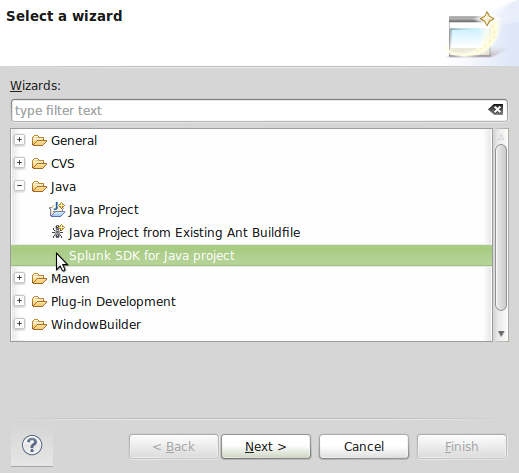 Select a wizard
Wizards:
type filter text
General
CVS
Java
Java Project
Java Project from Existing Ant Buildfile
Splunk SDK for Java project
Maven
Plug-in Development
WindowBuilder
?
< Back
Next >
Cancel
Finish